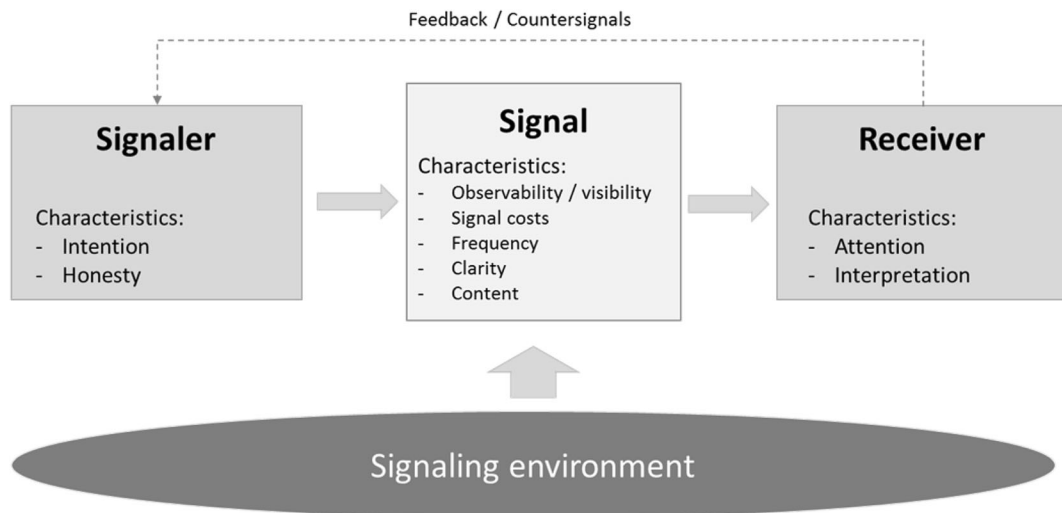 Feedback / Countersignals
Signaler
Characteristics:
- Intention
- Honesty
Signal
Characteristics:
- Observability / visibility
- Signal costs
- Frequency
- Clarity
- Content
Receiver
Characteristics:
- Attention
- Interpretation
Signaling environment